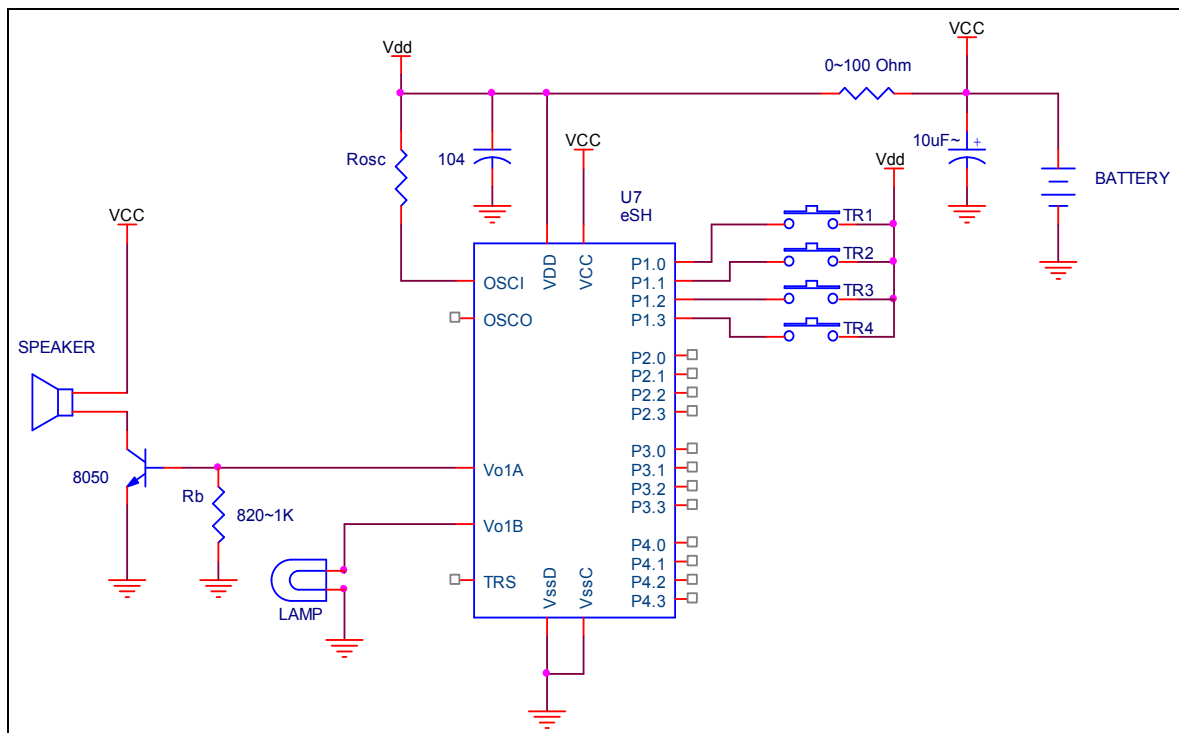 VCC
Vdd
0~100 Ohm
Rosc
104
VCC
10uF~
+
Vdd
BATTERY
U7
eSH
VCC
TR1
TR2
TR3
TR4
OSCI
VDD
VCC
P1.0
P1.1
P1.2
P1.3
OSCO
SPEAKER
P2.0
P2.1
P2.2
P2.3
P3.0
P3.1
P3.2
P3.3
8050
Rb
820~1K
Vo1A
Vo1B
P4.0
P4.1
P4.2
P4.3
TRS
VssD
VssC
LAMP